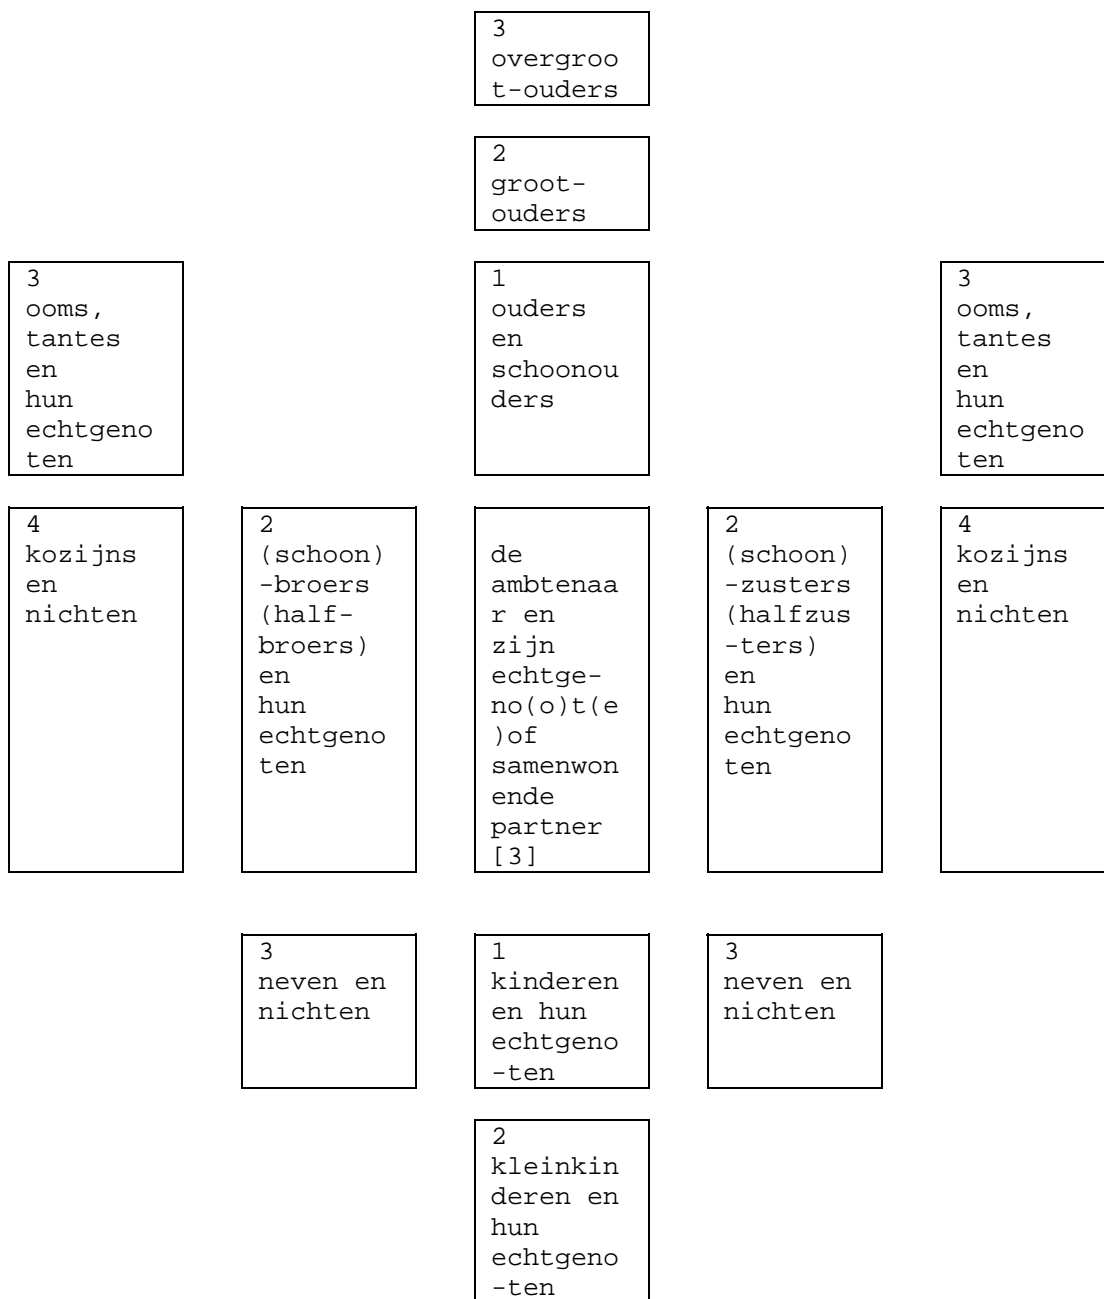 3
overgroo
t-ouders
2
groot-
ouders
3
ooms,
tantes
en
hun
echtgeno
ten
1
ouders
en
schoonou
ders
3
ooms,
tantes
en
hun
echtgeno
ten
4
kozijns
en
nichten
2
(schoon)
-broers
(half-
broers)
en
hun
echtgeno
ten
de
ambtenaa
r en
zijn
echtge-
no(o)t(e
)of
samenwon
ende
partner
[3]
2
(schoon)
-zusters
(halfzus
-ters)
en
hun
echtgeno
ten
4
kozijns
en
nichten
3
neven en
nichten
1
kinderen
en hun
echtgeno
-ten
3
neven en
nichten
2
kleinkin
deren en
hun
echtgeno
-ten